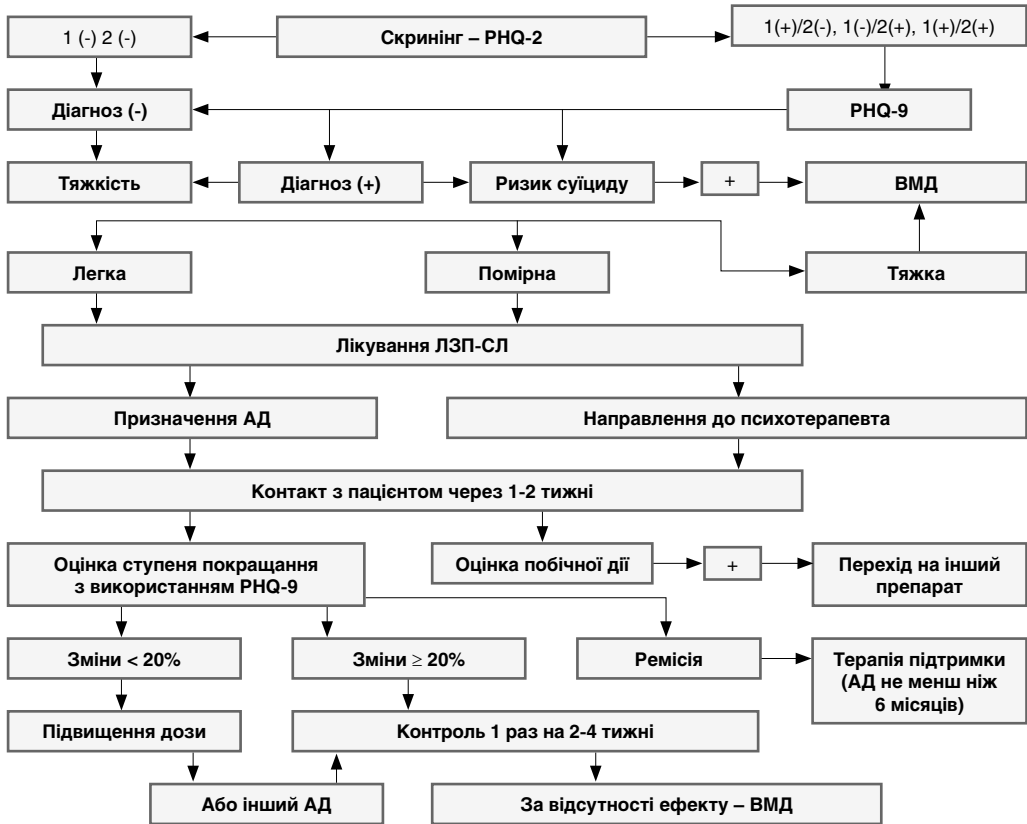 1 (-) 2 (-)
Скринінг – PHQ-2
1(+)/2(-), 1(-)/2(+), 1(+)/2(+)
Діагноз (-)
PHQ-9
Тяжкість
Діагноз (+)
Ризик суїциду
+
ВМД
Легка
Помірна
Тяжка
Лікування ЛЗП-СЛ
Призначення АД
Направлення до психотерапевта
Контакт з пацієнтом через 1-2 тижні
Оцінка ступеня покращання
з використанням PHQ-9
Оцінка побічної дії
+
Перехід на інший
препарат
Зміни < 20%
Зміни ≥ 20%
Ремісія
Терапія підтримки
(АД не менш ніж
6 місяців)
Підвищення дози
Контроль 1 раз на 2-4 тижні
Або інший АД
За відсутності ефекту – ВМД